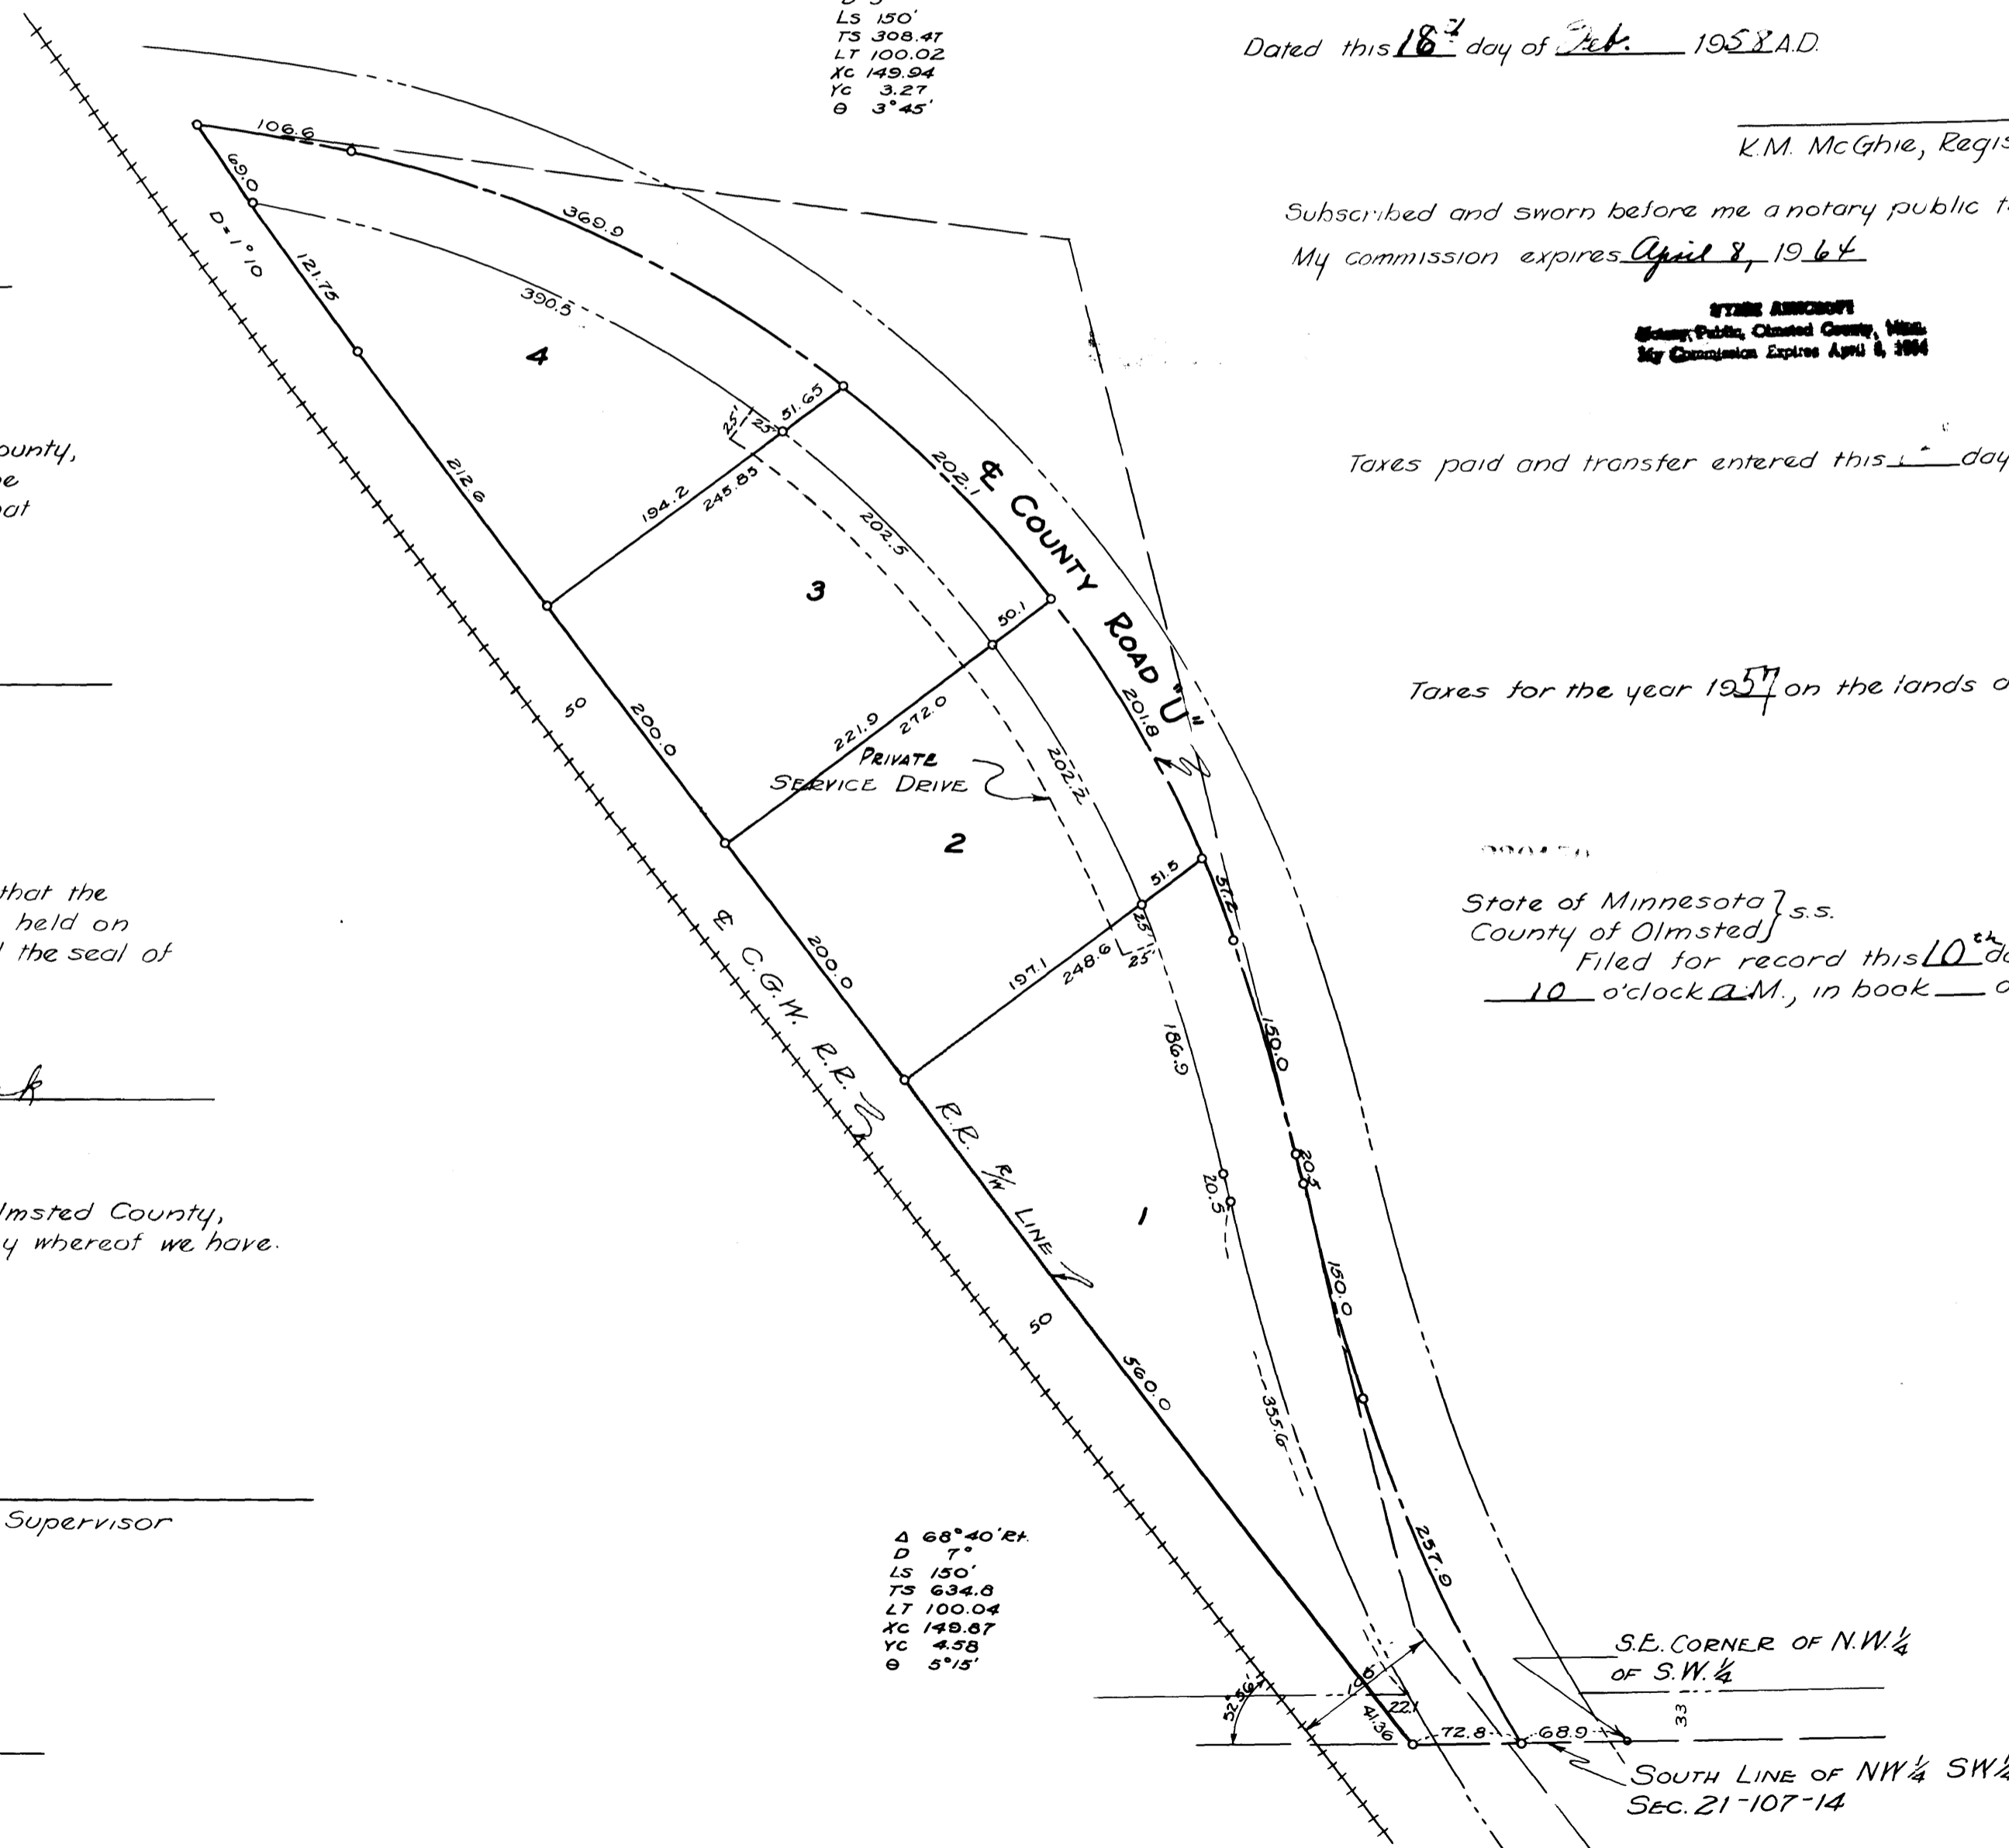 LS 150'
TS 308.47
LT 100.02
XC 149.94
YC 3.27
Θ 3°45'
Dated this 18 day of Feb. 1958 A.D.
K.M. McGhie, Regis
Subscribed and sworn before me a notary public t
My commission expires April 8, 1964
Notary Public, Olmsted County, Minn.
My Commission Expires April 8, 1964
Taxes paid and transfer entered this day
Taxes for the year 1957 on the lands
State of Minnesota } s.s.
County of Olmsted }
Filed for record this 10th
10 o'clock a.M., in book
ounty,
e
at
that the
held on
the seal of
lmsted County,
y whereof we have.
Supervisor
106.6
69.0
D = 1°10
121.75
369.9
390.5
4
212.6
25'
25'
51.65
194.2
245.85
202.1
℄ COUNTY ROAD "U"
202.5
3
50.1
50
200.0
221.9
272.0
201.8
PRIVATE
SERVICE DRIVE
202.2
2
51.5
57.2
℄ C.G.W. R.R.
200.0
197.1
248.6
25'
25'
150.0
186.9
R.R. R/W LINE
20.5
20.5
1
150.0
50
560.0
355.6
257.9
Δ 68°40' Rt.
D 7°
LS 150'
TS 634.8
LT 100.04
XC 149.87
YC 4.58
Θ 5°15'
S.E. CORNER OF N.W. ¼
OF S.W. ¼
52°56'
22.1
41.36
33
72.8
68.9
SOUTH LINE OF NW ¼ SW ¼
SEC. 21-107-14